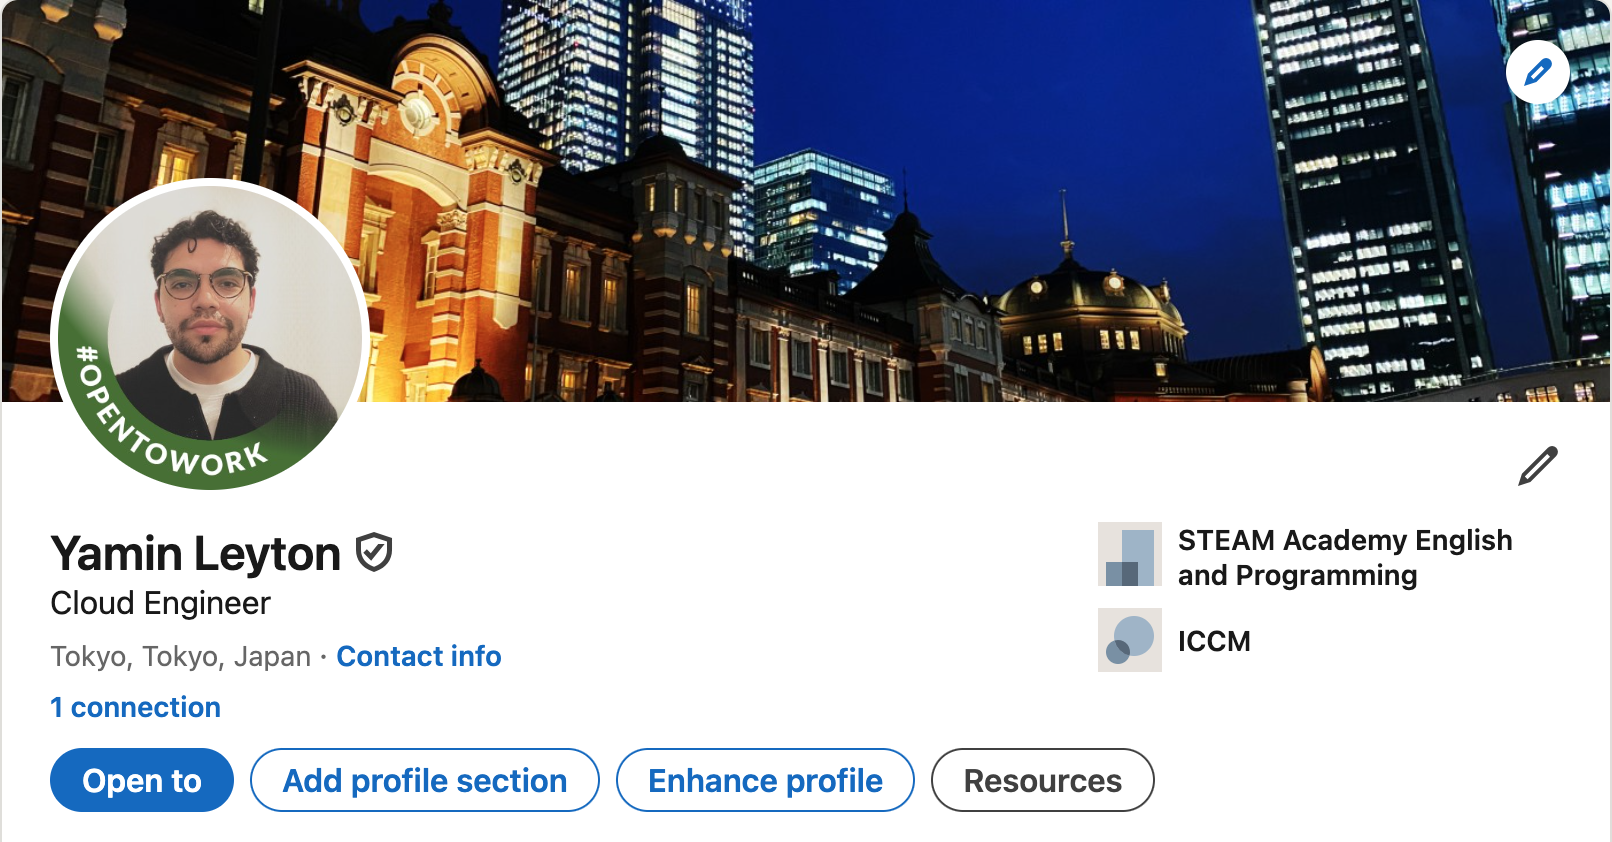 #OPENTOWORK
Yamin Leyton
Cloud Engineer
Tokyo, Tokyo, Japan · Contact info
1 connection
Open to
Add profile section
Enhance profile
Resources
STEAM Academy English
and Programming
ICCM